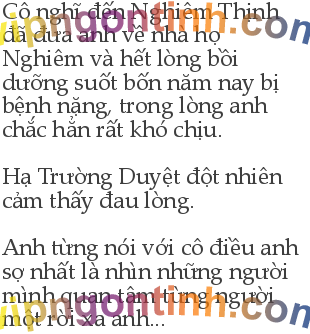 Cô nghĩ đến Nghiêm Thịnh
đã đưa anh về nhà họ
Nghiêm và hết lòng bồi
dưỡng suốt bốn năm nay bị
bệnh nặng, trong lòng anh
chắc hẳn rất khó chịu.
Hạ Trường Duyệt đột nhiên
cảm thấy đau lòng.
Anh từng nói với cô điều anh
sợ nhất là nhìn những người
mình quan tâm từng người
một rời xa anh...
vipngontinh.com
vipngontinh.com